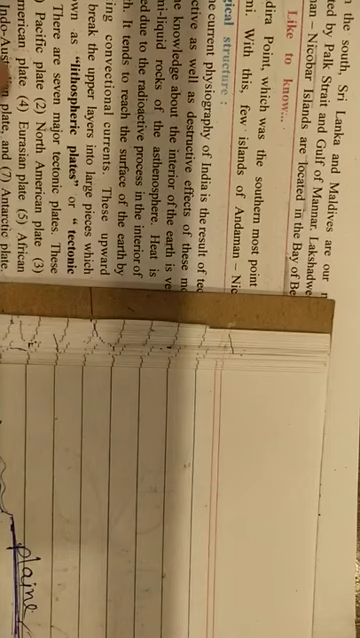 n the south, Sri Lanka and Maldives are our
ted by Palk Strait and Gulf of Mannar. Lakshadwe
man - Nicobar Islands are located in the Bay of Be
Like to know...
dira Point, which was the southern most point
mi. With this, few islands of Andaman - Nic
gical structure :
he current physiography of India is the result of tec
ctive as well as destructive effects of these mo
he knowledge about the interior of the earth is ve
mi-liquid rocks of the asthenosphere. Heat is
ed due to the radioactive process in the interior of
h. It tends to reach the surface of the earth by
ing convectional currents. These upward
break the upper layers into large pieces which
own as "lithospheric plates" or "tectonic
There are seven major tectonic plates. These
) Pacific plate (2) North American plate (3)
merican plate (4) Eurasian plate (5) African
plate, and (7) Antarctic plate.
plaine